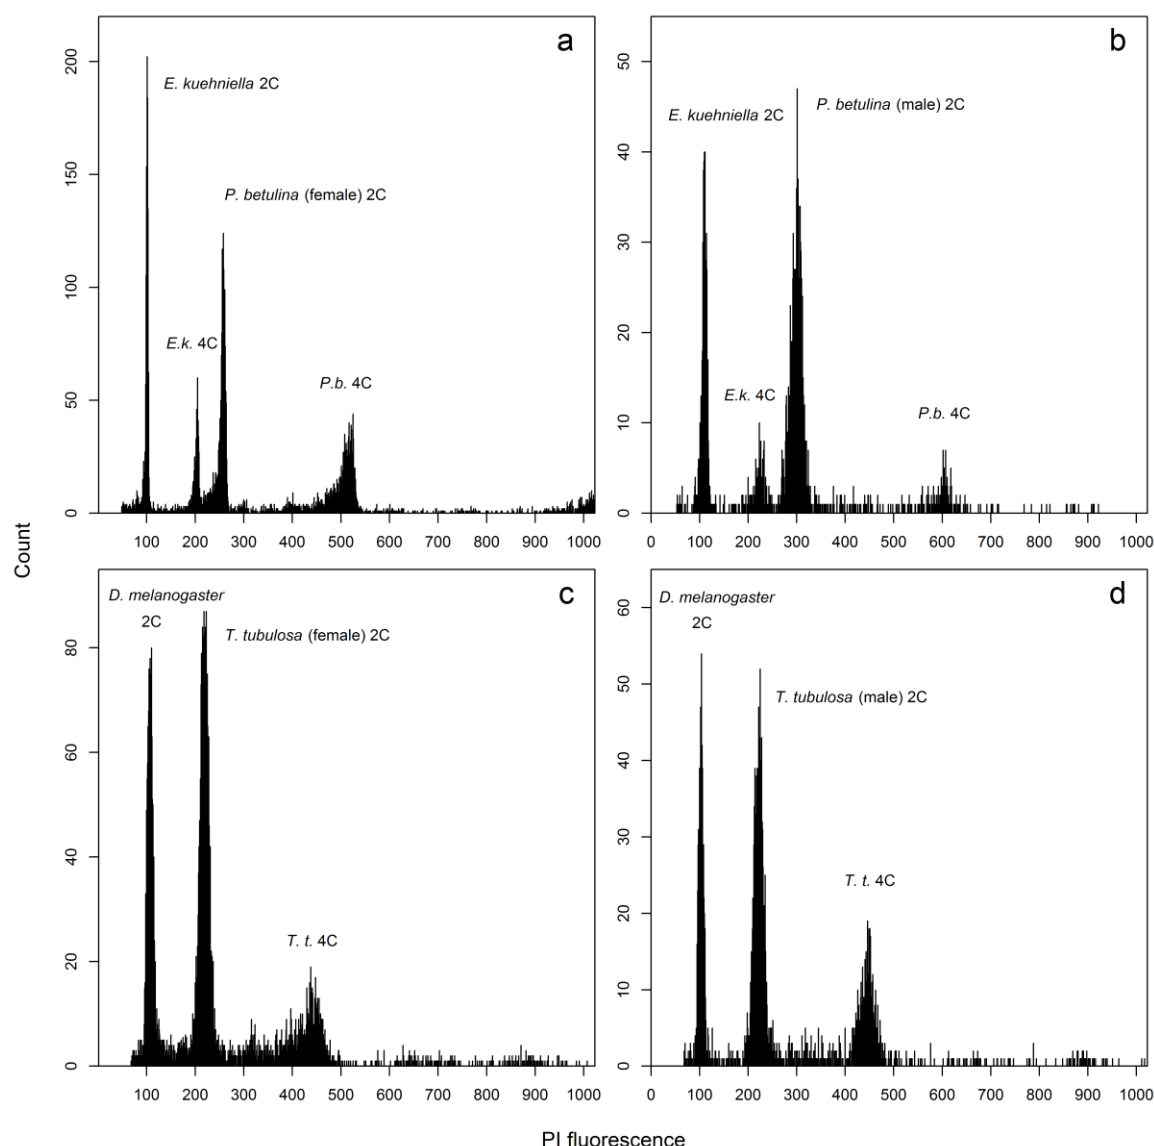 a
200
150
100
50
0
E. kuehniella 2C
P. betulina (female) 2C
E.k. 4C
P.b. 4C
100 200 300 400 500 600 700 800 900 1000
b
50
40
30
20
10
0
P. betulina (male) 2C
E. kuehniella 2C
E.k. 4C
P.b. 4C
0 100 200 300 400 500 600 700 800 900 1000
Count
c
80
60
40
20
0
D. melanogaster
2C
T. tubulosa (female) 2C
T. t. 4C
100 200 300 400 500 600 700 800 900 1000
d
60
50
40
30
20
10
0
D. melanogaster
2C
T. tubulosa (male) 2C
T. t. 4C
0 100 200 300 400 500 600 700 800 900 1000
PI fluorescence